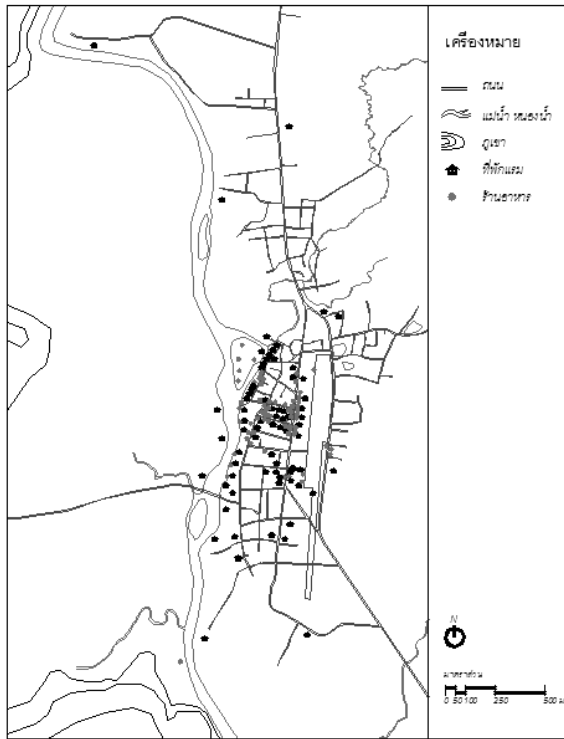 เครื่องหมาย
ถนน
แม่น้ำ หนองน้ำ
ภูเขา
ที่พักแรม
ร้านอาหาร
N
มาตราส่วน
0 50 100 250 500 ม